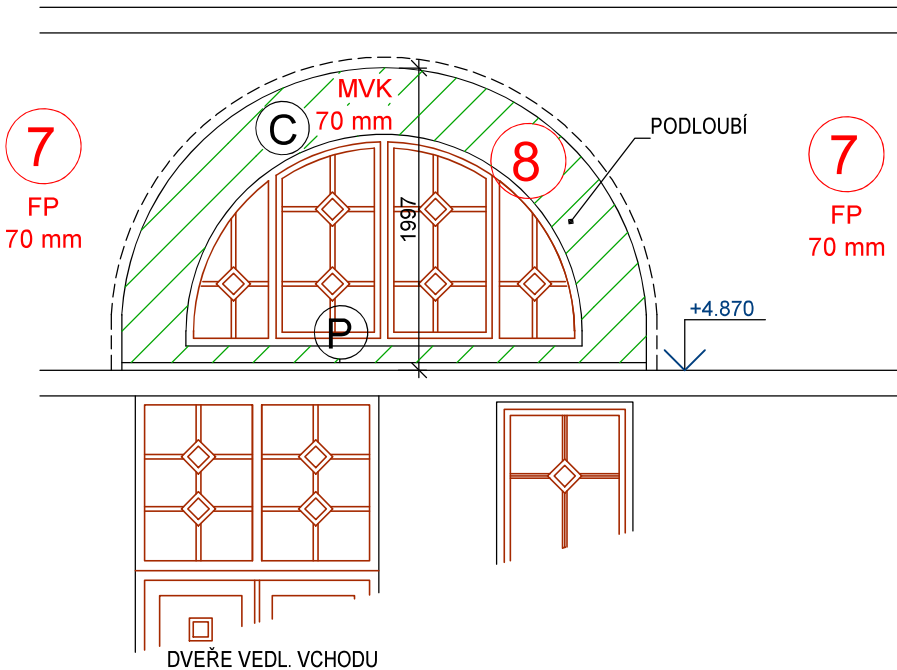 MVK
70 mm
C
8
PODLOUBÍ
7
FP
70 mm
7
FP
70 mm
1997
+4.870
P
DVEŘE VEDL. VCHODU